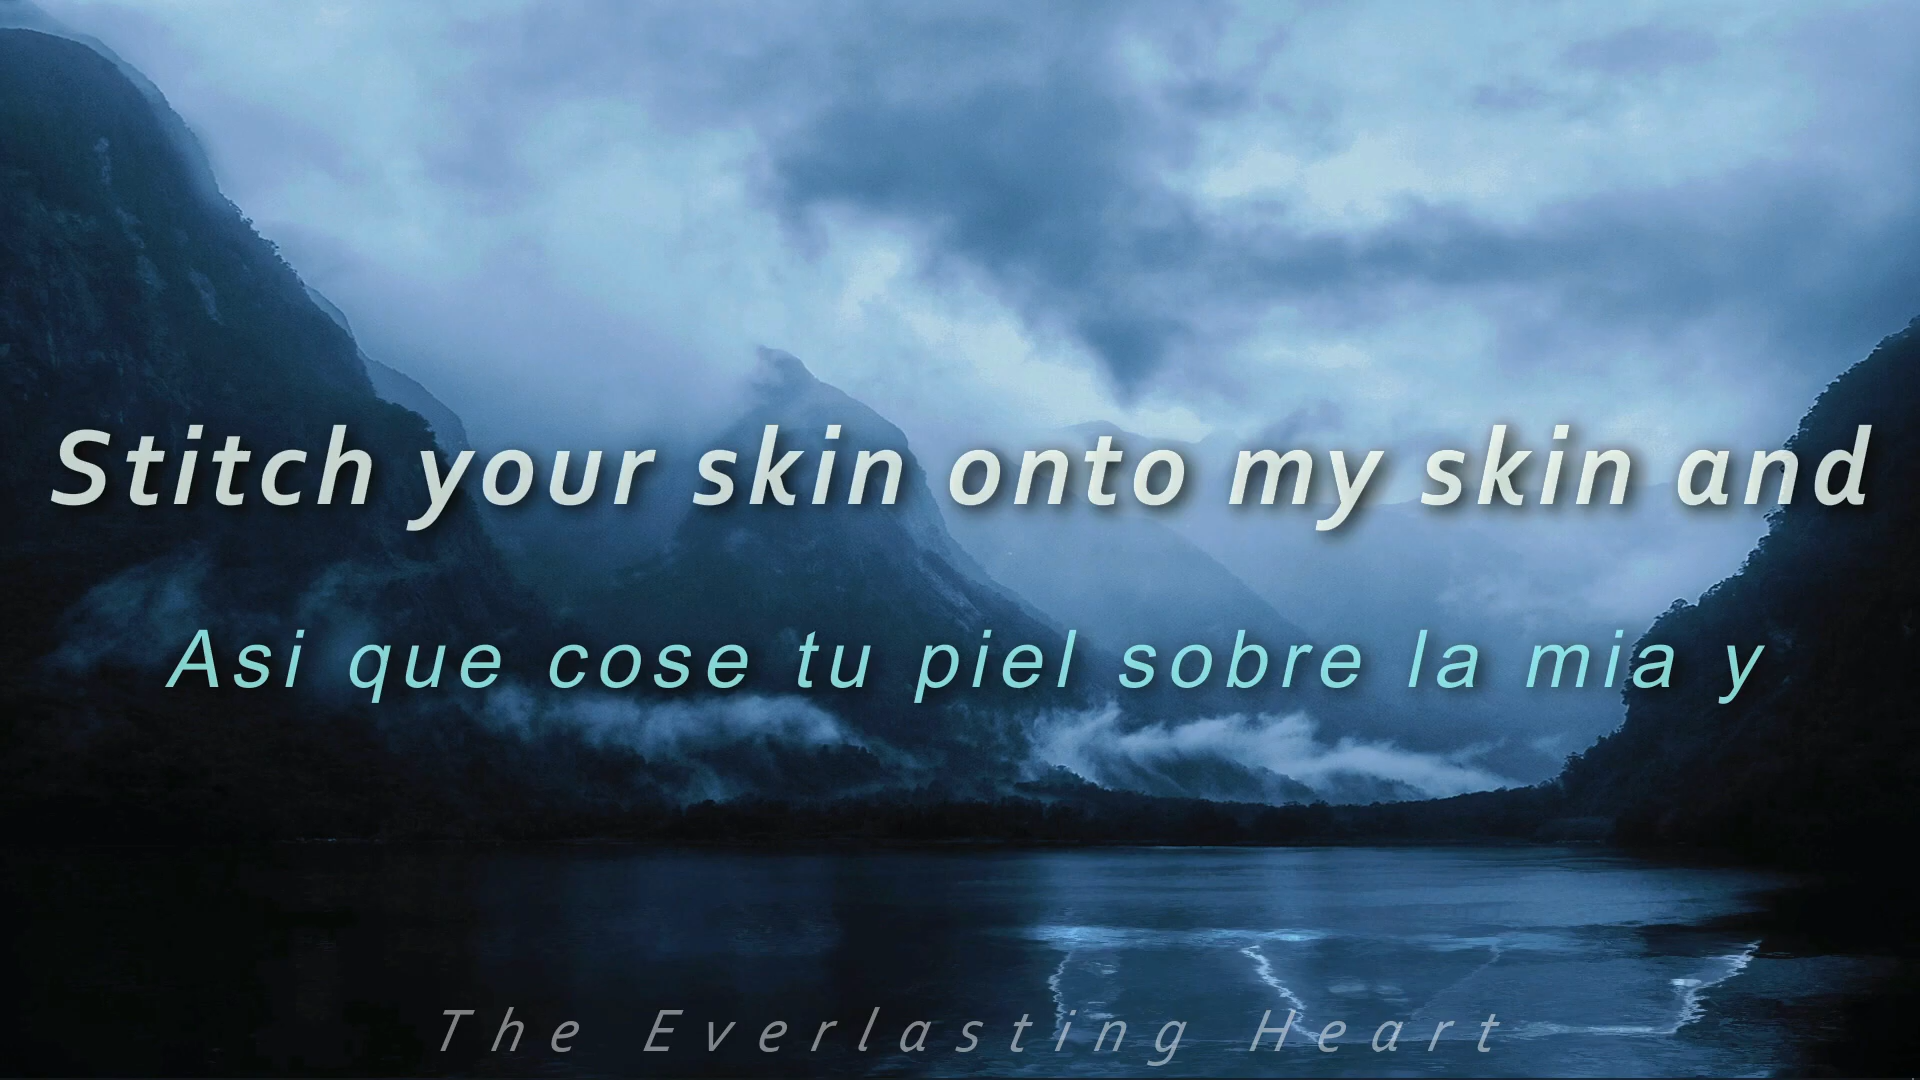 Stitch your skin onto my skin and
Asi que cose tu piel sobre la mia y
The Everlasting Heart